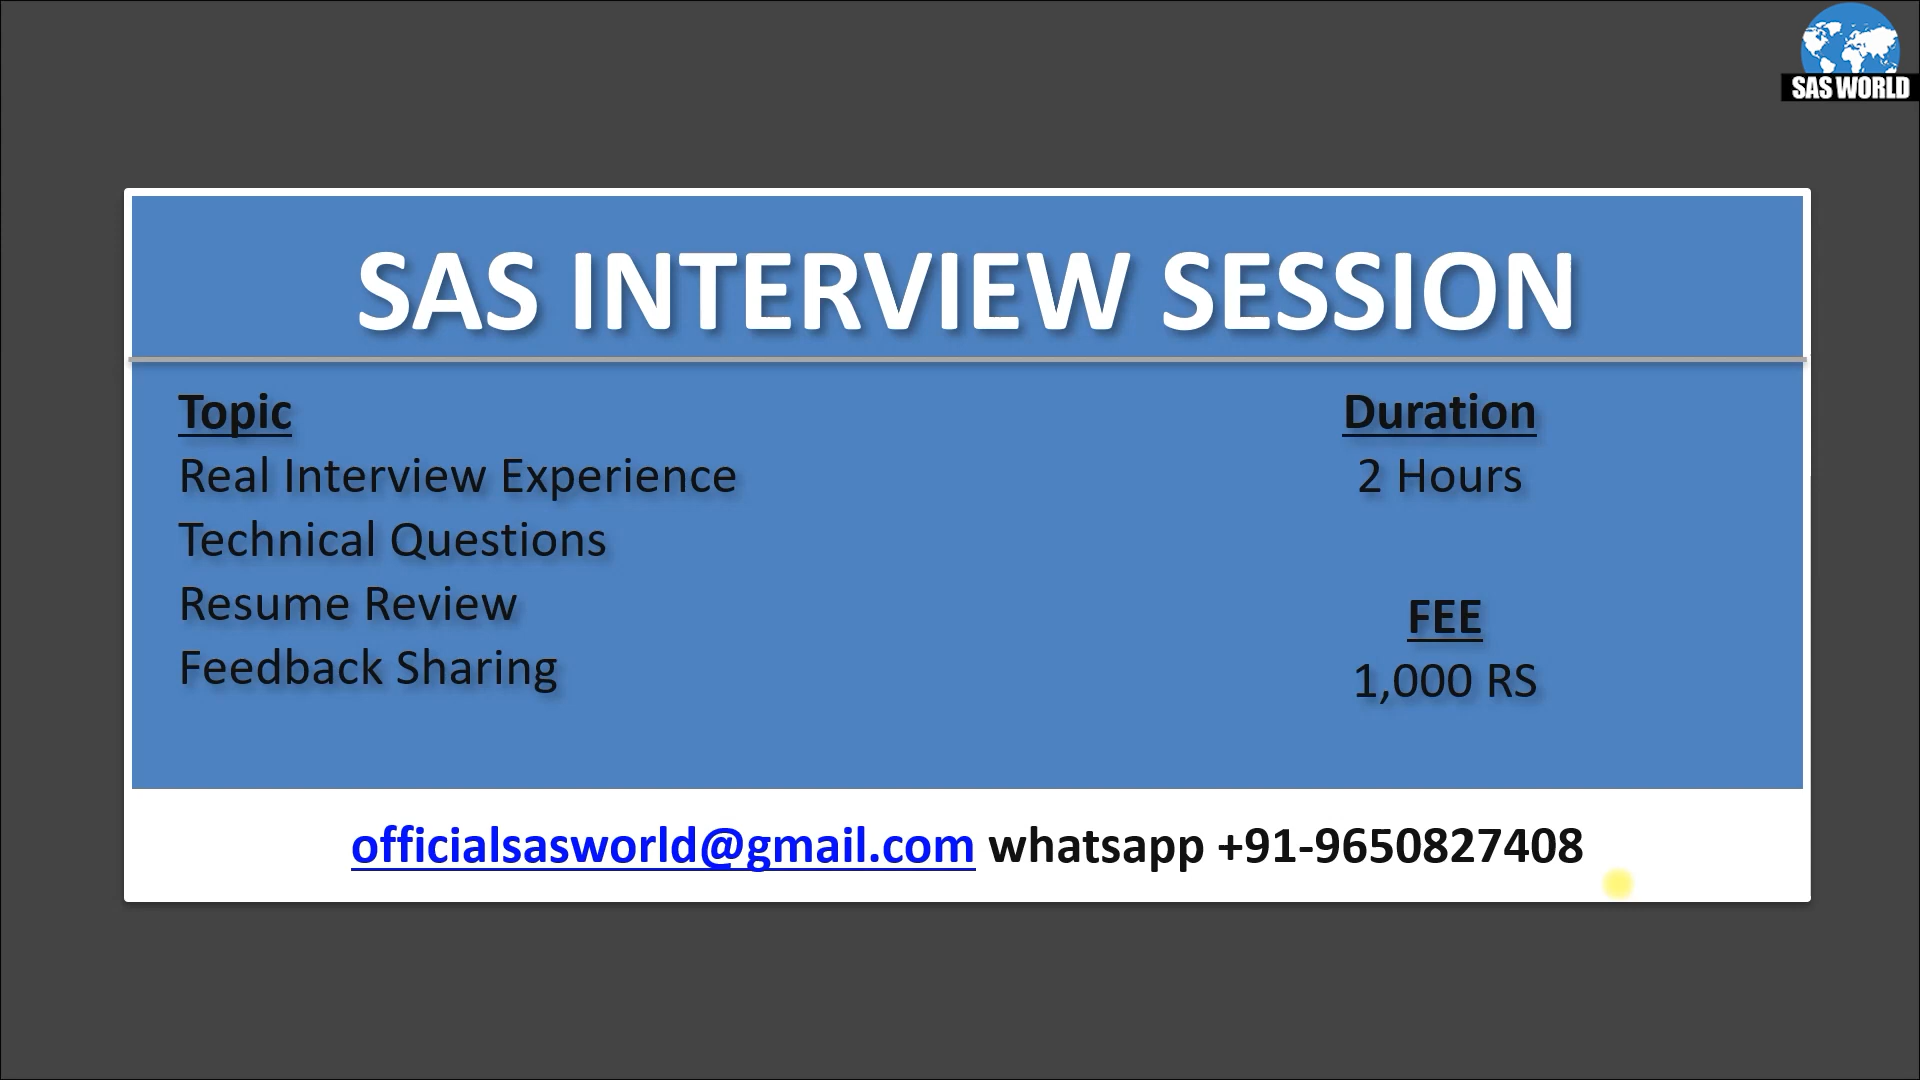 SAS WORLD
SAS INTERVIEW SESSION
Topic
Real Interview Experience
Technical Questions
Resume Review
Feedback Sharing
Duration
2 Hours
FEE
1,000 RS
officialsasworld@gmail.com whatsapp +91-9650827408